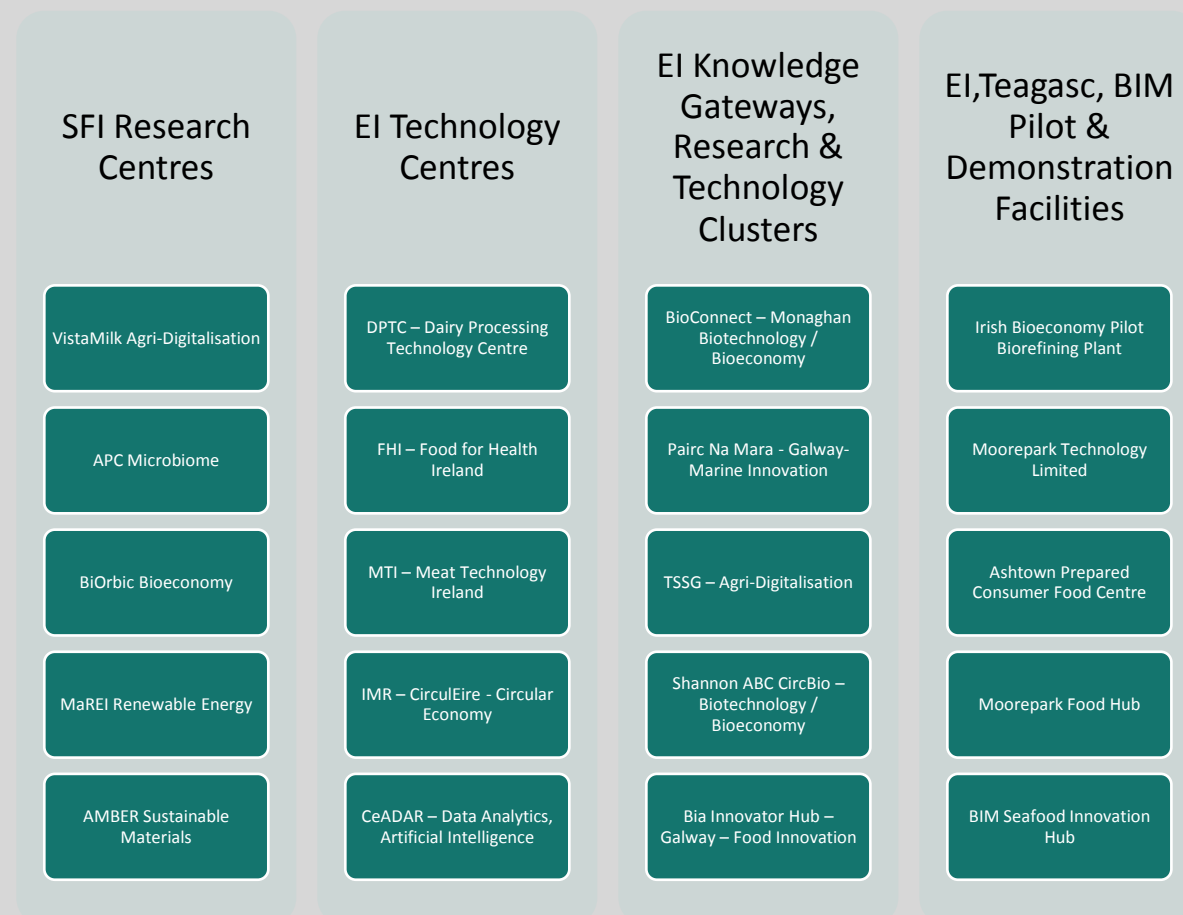 SFI Research
Centres
VistaMilk Agri-Digitalisation
APC Microbiome
BiOrbic Bioeconomy
MaREI Renewable Energy
AMBER Sustainable
Materials
EI Technology
Centres
DPTC – Dairy Processing
Technology Centre
FHI – Food for Health
Ireland
MTI – Meat Technology
Ireland
IMR – CirculEire - Circular
Economy
CeADAR – Data Analytics,
Artificial Intelligence
EI Knowledge
Gateways,
Research &
Technology
Clusters
BioConnect – Monaghan
Biotechnology /
Bioeconomy
Pairc Na Mara - Galway-
Marine Innovation
TSSG – Agri-Digitalisation
Shannon ABC CircBio –
Biotechnology /
Bioeconomy
Bia Innovator Hub –
Galway – Food Innovation
EI,Teagasc, BIM
Pilot &
Demonstration
Facilities
Irish Bioeconomy Pilot
Biorefining Plant
Moorepark Technology
Limited
Ashtown Prepared
Consumer Food Centre
Moorepark Food Hub
BIM Seafood Innovation
Hub